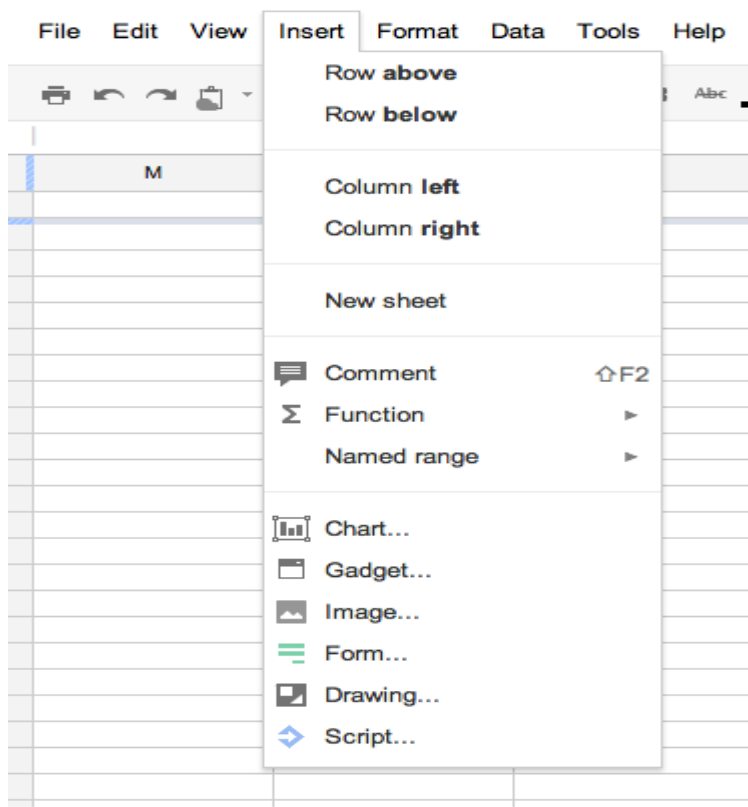 File Edit View Insert Format Data Tools Help
Row above
Abc
Row below
M
Column left
Column right
New sheet
Comment ⇧F2
Σ Function
Named range
Chart...
Gadget...
Image...
Form...
Drawing...
Script...